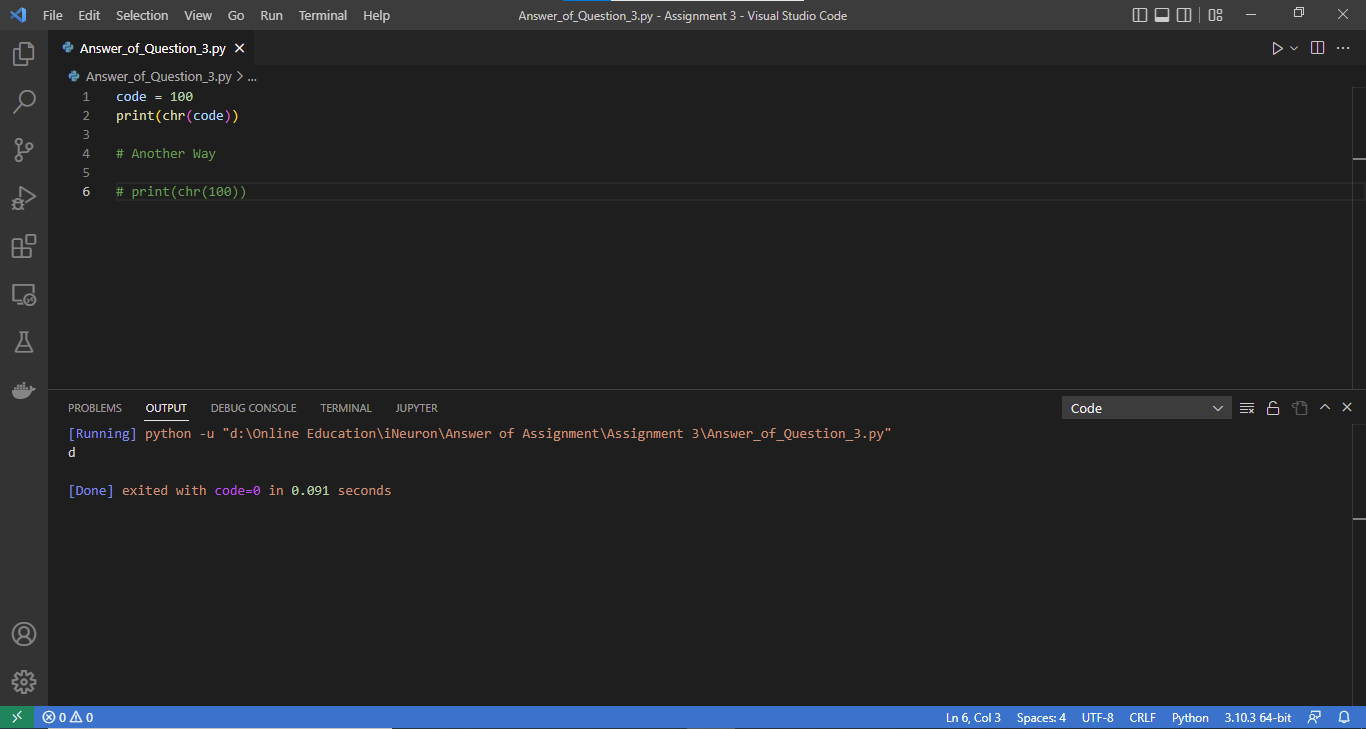 File Edit Selection View Go Run Terminal Help Answer_of_Question_3.py - Assignment 3 - Visual Studio Code
Answer_of_Question_3.py
Answer_of_Question_3.py > ...
1 code = 100
2 print(chr(code))
3
4 # Another Way
5
6 # print(chr(100))
PROBLEMS OUTPUT DEBUG CONSOLE TERMINAL JUPYTER Code
[Running] python -u "d:\Online Education\iNeuron\Answer of Assignment\Assignment 3\Answer_of_Question_3.py"
d
[Done] exited with code=0 in 0.091 seconds
0 0 Ln 6, Col 3 Spaces: 4 UTF-8 CRLF Python 3.10.3 64-bit